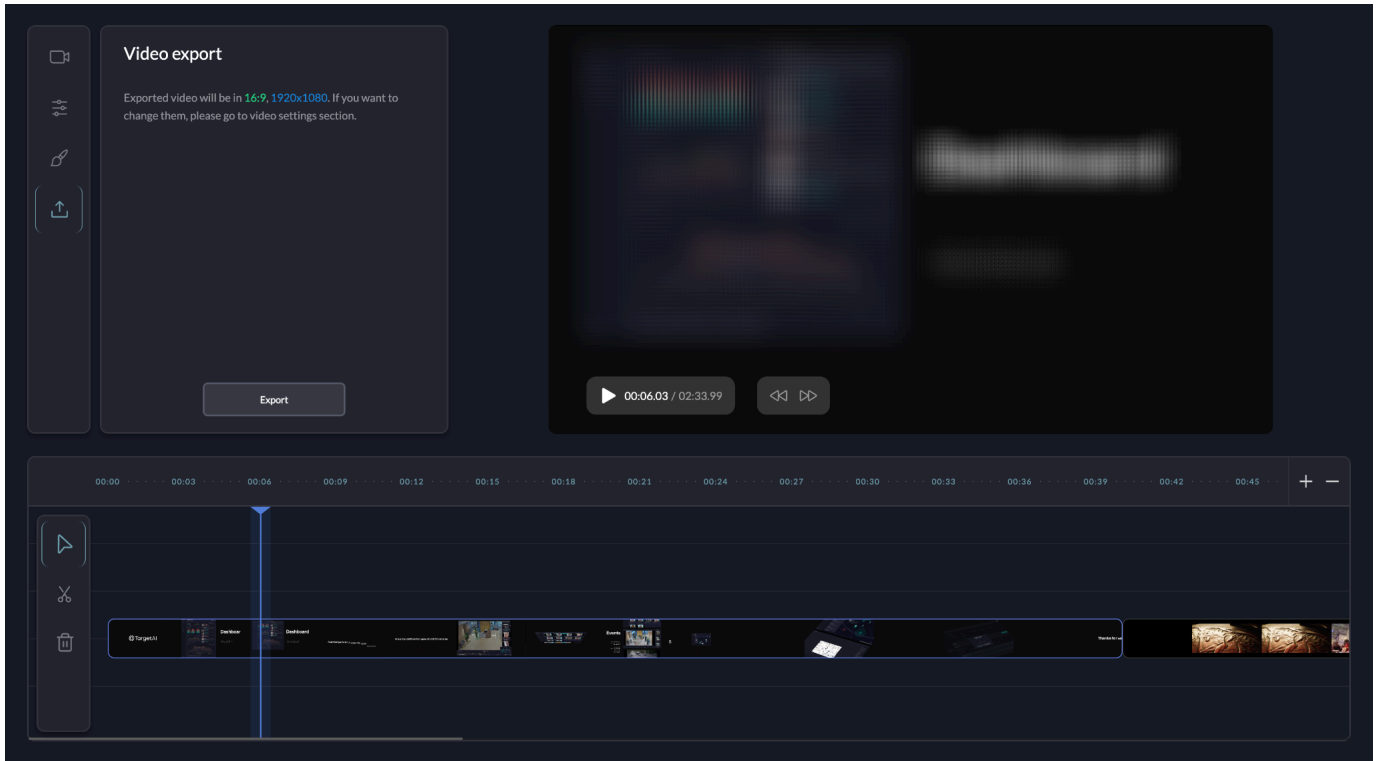 Video export
Exported video will be in 16:9, 1920x1080. If you want to
change them, please go to video settings section.
Export
00:06.03 / 02:33.99
00:00 00:03 00:06 00:09 00:12 00:15 00:18 00:21 00:24 00:27 00:30 00:33 00:36 00:39 00:42 00:45
TargetAI
Dashboar
Dashboard
Events
Thanks for